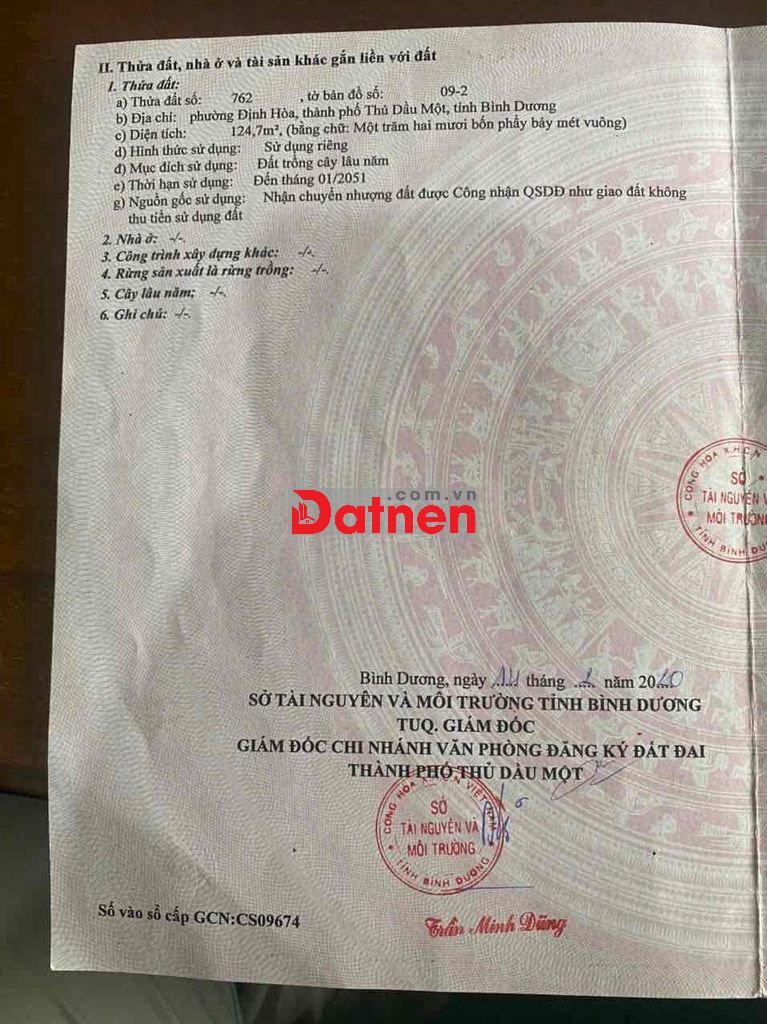 II. Thửa đất, nhà ở và tài sản khác gắn liền với đất
1. Thửa đất:
a) Thửa đất số: 762 , tờ bản đồ số: 09-2
b) Địa chỉ: phường Định Hòa, thành phố Thủ Dầu Một, tỉnh Bình Dương
c) Diện tích: 124,7m², (bằng chữ: Một trăm hai mươi bốn phẩy bảy mét vuông)
d) Hình thức sử dụng: Sử dụng riêng
đ) Mục đích sử dụng: Đất trồng cây lâu năm
e) Thời hạn sử dụng: Đến tháng 01/2051
g) Nguồn gốc sử dụng: Nhận chuyển nhượng đất được Công nhận QSDĐ như giao đất không
thu tiền sử dụng đất
2. Nhà ở: -/-.
3. Công trình xây dựng khác: -/-.
4. Rừng sản xuất là rừng trồng: -/-.
5. Cây lâu năm; -/-.
6. Ghi chú: -/-.
CỘNG HÒA X.H.C.N
SỞ
TÀI NGUYÊN V
MÔI TRƯỜN
TỈNH BÌNH DƯ
.com.vn
Datnen
Bình Dương, ngày tháng năm 2020
SỞ TÀI NGUYÊN VÀ MÔI TRƯỜNG TỈNH BÌNH DƯƠNG
TUQ. GIÁM ĐỐC
GIÁM ĐỐC CHI NHÁNH VĂN PHÒNG ĐĂNG KÝ ĐẤT ĐAI
THÀNH PHỐ THỦ DẦU MỘT
CỘNG HÒA X.H.C.N VIỆT NAM
SỞ
TÀI NGUYÊN VÀ
MÔI TRƯỜNG
TỈNH BÌNH DƯƠNG
Số vào sổ cấp GCN:CS09674
Trần Minh Dũng